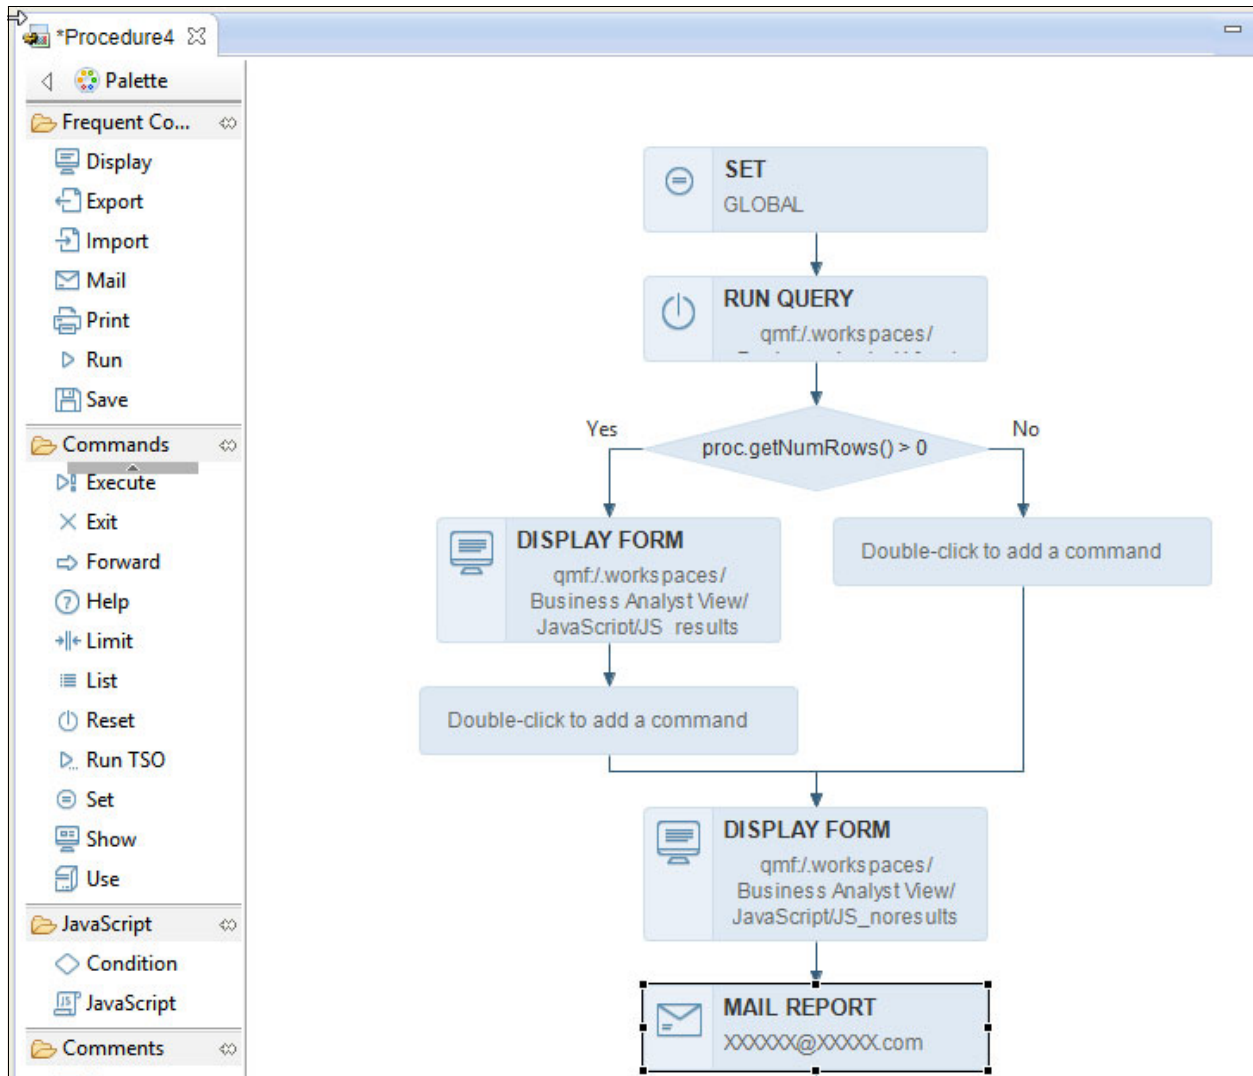 *Procedure4
Palette
Frequent Co...
Display
Export
Import
Mail
Print
Run
Save
Commands
Execute
Exit
Forward
Help
Limit
List
Reset
Run TSO
Set
Show
Use
JavaScript
Condition
JavaScript
Comments
SET
GLOBAL
RUN QUERY
qmf:/.workspaces/
Yes
No
proc.getNumRows() > 0
DISPLAY FORM
qmf:/.workspaces/
Business Analyst View/
JavaScript/JS_results
Double-click to add a command
Double-click to add a command
DISPLAY FORM
qmf:/.workspaces/
Business Analyst View/
JavaScript/JS_noresults
MAIL REPORT
XXXXXX@XXXXX.com